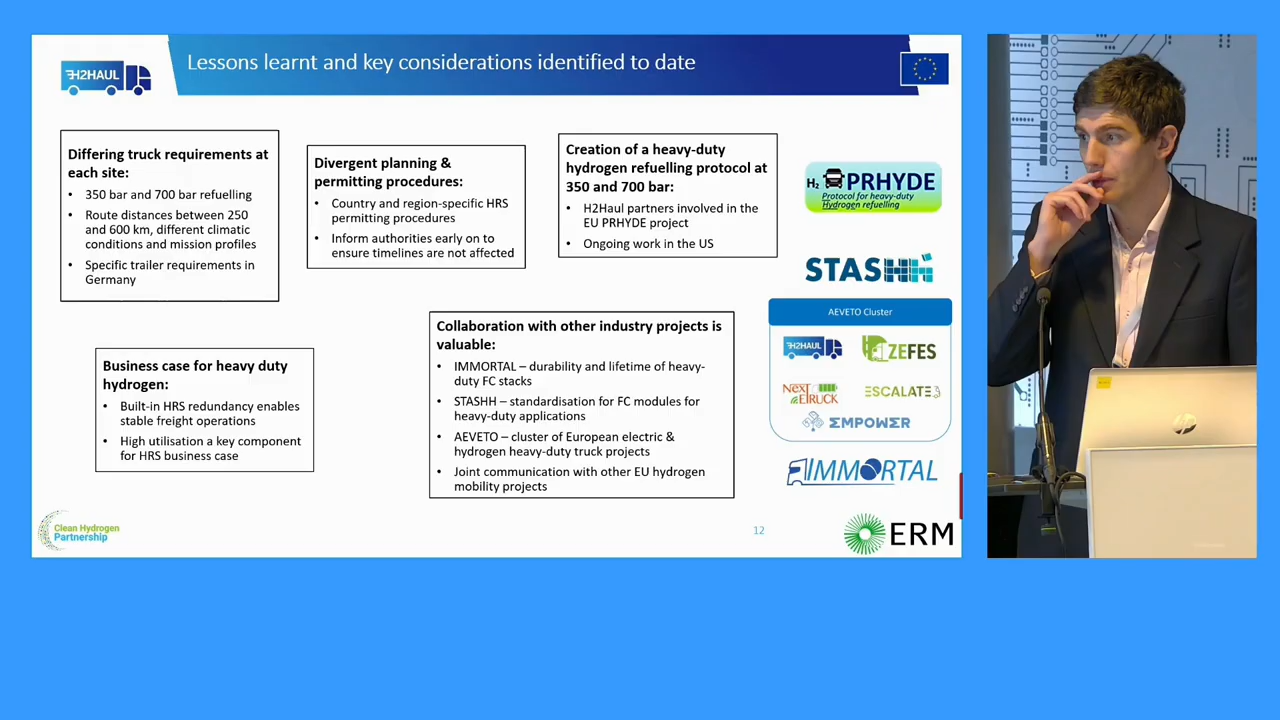 H2HAUL
Lessons learnt and key considerations identified to date
Differing truck requirements at
each site:
• 350 bar and 700 bar refuelling
• Route distances between 250
and 600 km, different climatic
conditions and mission profiles
• Specific trailer requirements in
Germany
Divergent planning &
permitting procedures:
• Country and region-specific HRS
permitting procedures
• Inform authorities early on to
ensure timelines are not affected
Creation of a heavy-duty
hydrogen refuelling protocol at
350 and 700 bar:
• H2Haul partners involved in the
EU PRHYDE project
• Ongoing work in the US
H2 PRHYDE
Protocol for heavy-duty
Hydrogen refuelling
STASHH
Business case for heavy duty
hydrogen:
• Built-in HRS redundancy enables
stable freight operations
• High utilisation a key component
for HRS business case
Collaboration with other industry projects is
valuable:
• IMMORTAL – durability and lifetime of heavy-
duty FC stacks
• STASHH – standardisation for FC modules for
heavy-duty applications
• AEVETO – cluster of European electric &
hydrogen heavy-duty truck projects
• Joint communication with other EU hydrogen
mobility projects
AEVETO Cluster
H2HAUL
ZEFES
NEXT
ETRUCK
ESCALATE
EMPOWER
IMMORTAL
Clean Hydrogen
Partnership
12
ERM
hp